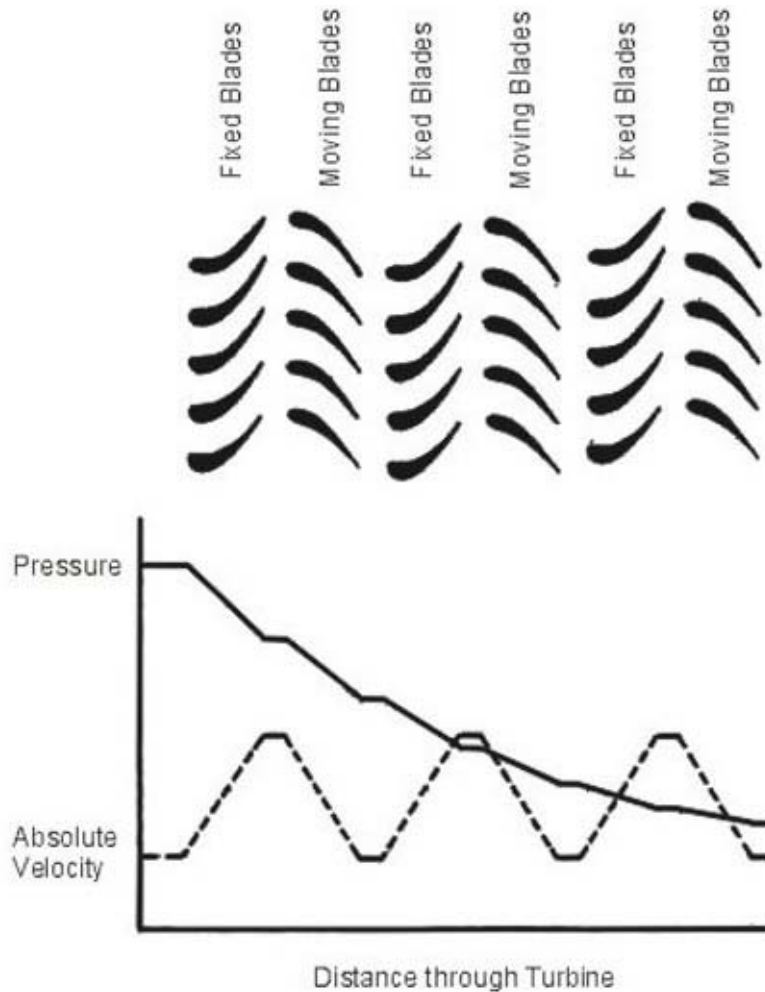 Fixed Blades
Moving Blades
Fixed Blades
Moving Blades
Fixed Blades
Moving Blades
Pressure
Absolute
Velocity
Distance through Turbine